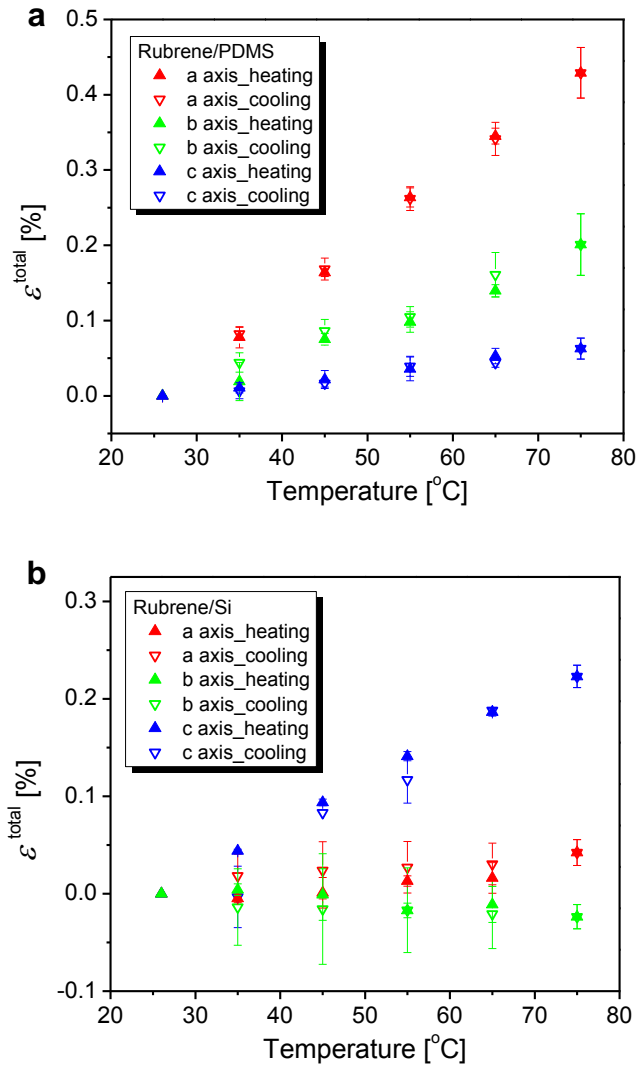 a
0.5
0.4
0.3
0.2
0.1
0.0
ε total [%]
Rubrene/PDMS
a axis_heating
a axis_cooling
b axis_heating
b axis_cooling
c axis_heating
c axis_cooling
20 30 40 50 60 70 80
Temperature [°C]
b
0.3
0.2
0.1
0.0
-0.1
ε total [%]
Rubrene/Si
a axis_heating
a axis_cooling
b axis_heating
b axis_cooling
c axis_heating
c axis_cooling
20 30 40 50 60 70 80
Temperature [°C]